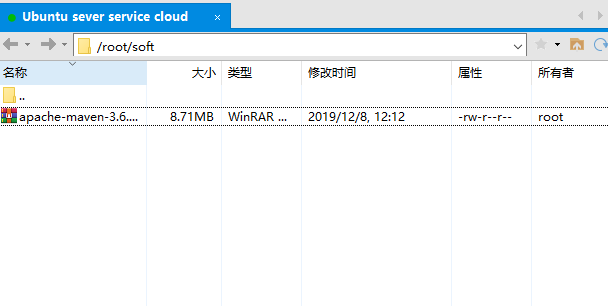 Ubuntu sever service cloud ×
/root/soft
名称 大小 类型 修改时间 属性 所有者
..
apache-maven-3.6.... 8.71MB WinRAR ... 2019/12/8, 12:12 -rw-r--r-- root